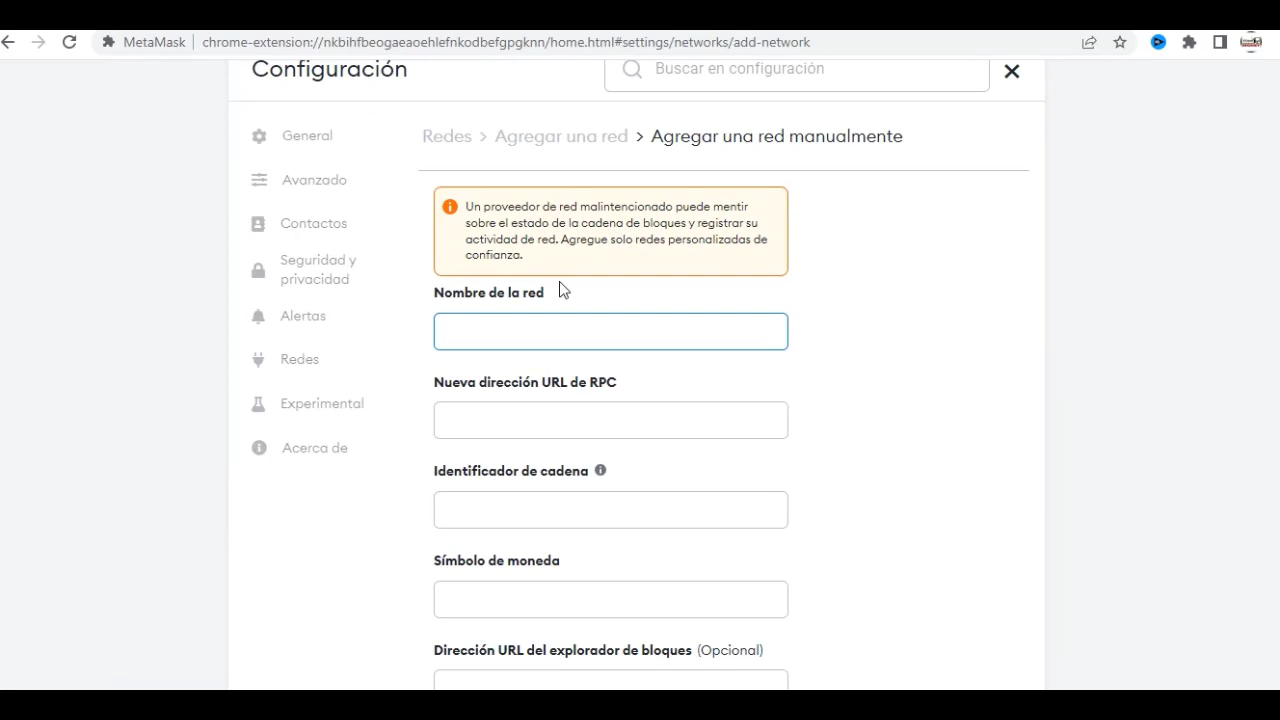 MetaMask
chrome-extension://nkbihfbeogaeaoehlefnkodbefgpgknn/home.html#settings/networks/add-network
Configuración
Buscar en configuración
General
Avanzado
Contactos
Seguridad y
privacidad
Alertas
Redes
Experimental
Acerca de
Redes > Agregar una red > Agregar una red manualmente
Un proveedor de red malintencionado puede mentir
sobre el estado de la cadena de bloques y registrar su
actividad de red. Agregue solo redes personalizadas de
confianza.
Nombre de la red
Nueva dirección URL de RPC
Identificador de cadena
Símbolo de moneda
Dirección URL del explorador de bloques (Opcional)